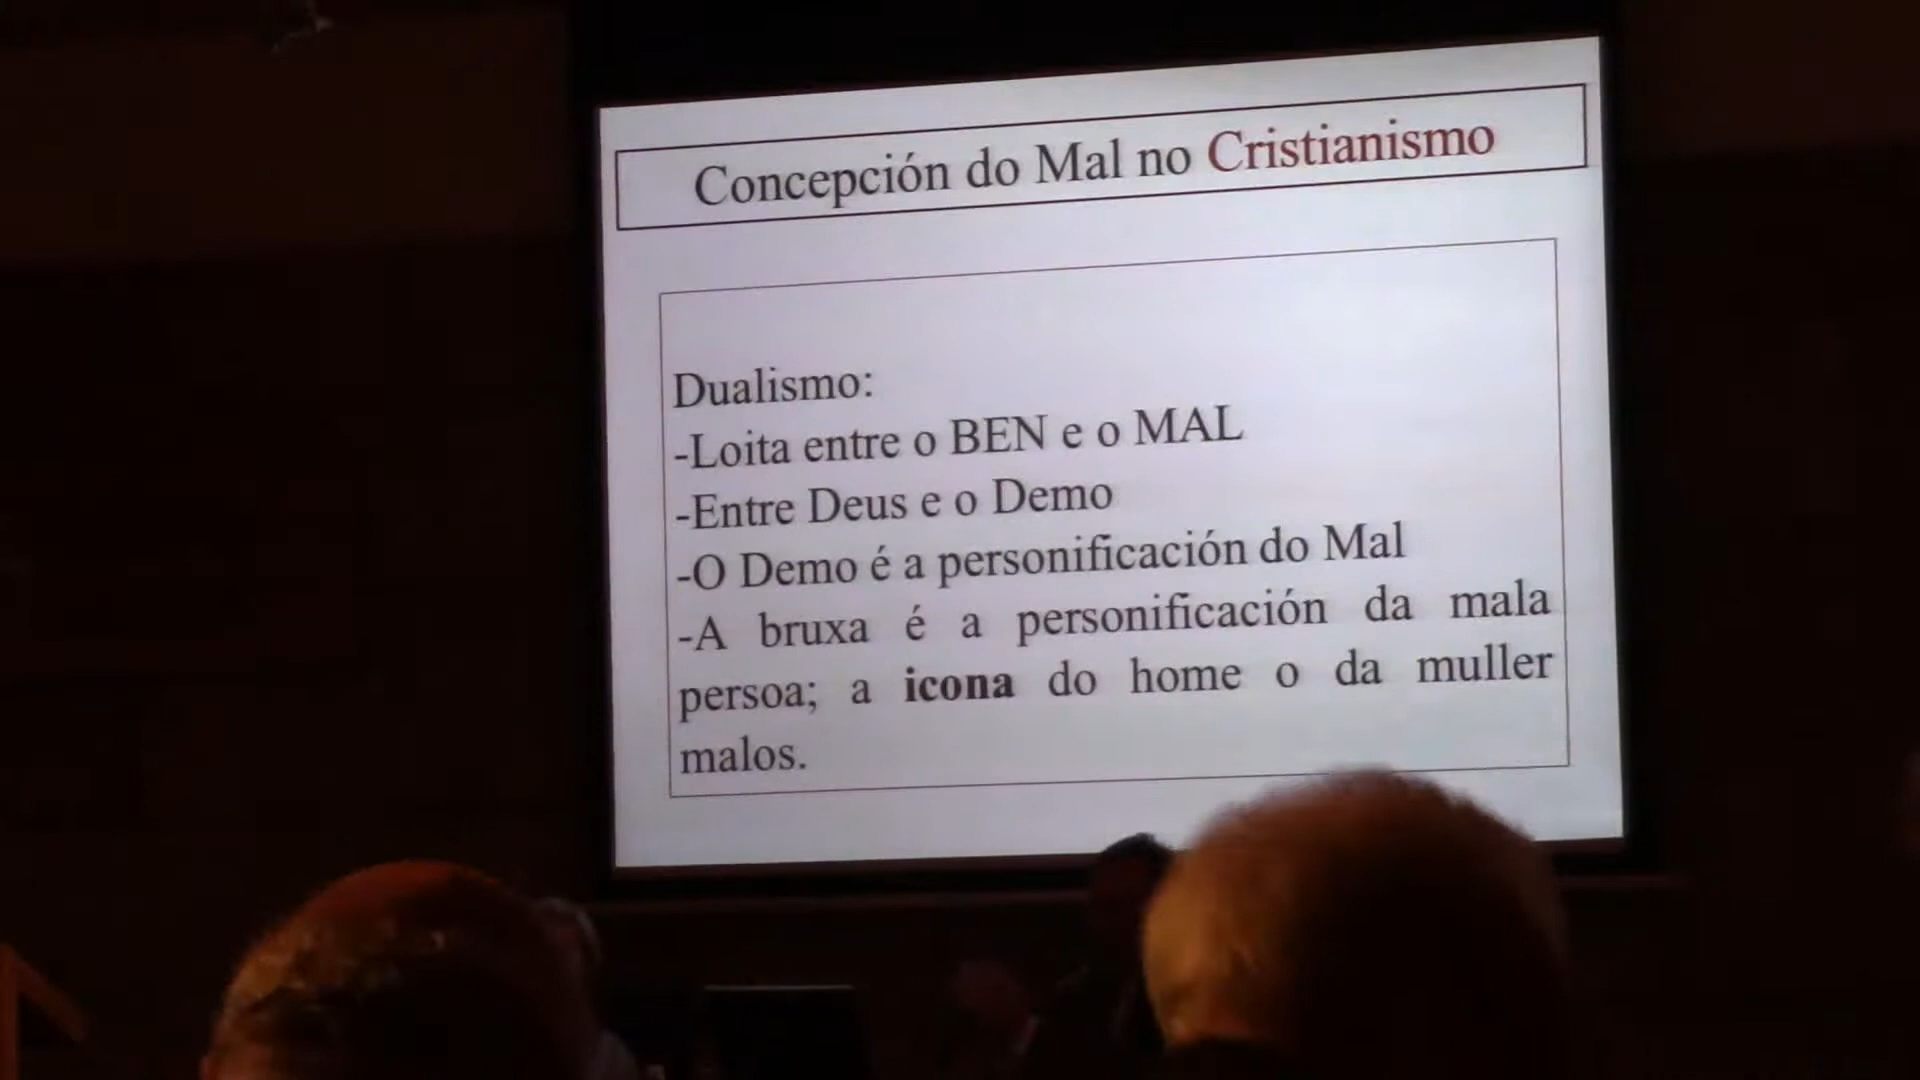 Concepción do Mal no Cristianismo
Dualismo:
-Loita entre o BEN e o MAL
-Entre Deus e o Demo
-O Demo é a personificación do Mal
-A bruxa é a personificación da mala
persoa; a icona do home o da muller
malos.